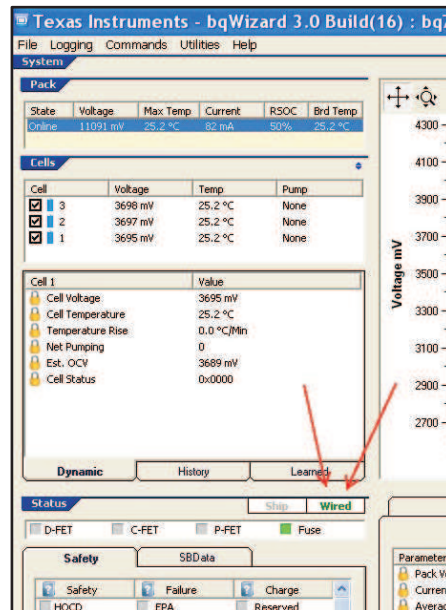 Texas Instruments - bqWizard 3.0 Build(16) : bq
File Logging Commands Utilities Help
System
Pack
State Voltage Max Temp Current RSOC Brd Temp
Online 11091 mV 25.2 °C 82 mA 50% 25.2 °C
Cells
Cell Voltage Temp Pump
3 3698 mV 25.2 °C None
2 3697 mV 25.2 °C None
1 3695 mV 25.2 °C None
Cell 1 Value
Cell Voltage 3695 mV
Cell Temperature 25.2 °C
Temperature Rise 0.0 °C/Min
Net Pumping 0
Est. OCV 3689 mV
Cell Status 0x0000
Dynamic History Learned
Voltage mV
4300
4100
3900
3700
3500
3300
3100
2900
2700
Status Ship Wired
D-FET C-FET P-FET Fuse
Safety SBData
Safety Failure Charge
HOCD FPA Reserved
Parameter
Pack V
Curren
Averag